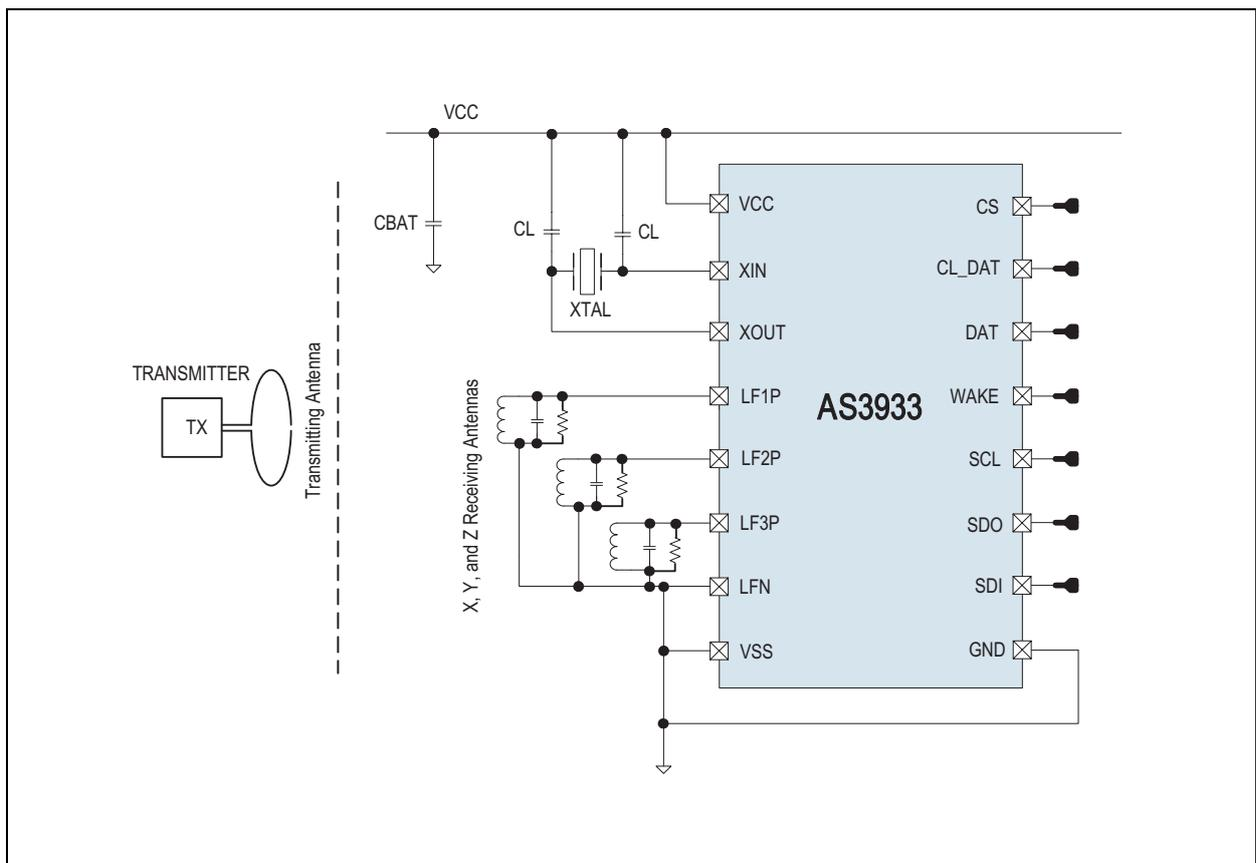 VCC
CBAT
CL
CL
XTAL
TRANSMITTER
TX
Transmitting Antenna
X, Y, and Z Receiving Antennas
AS3933
VCC
XIN
XOUT
LF1P
LF2P
LF3P
LFN
VSS
CS
CL_DAT
DAT
WAKE
SCL
SDO
SDI
GND